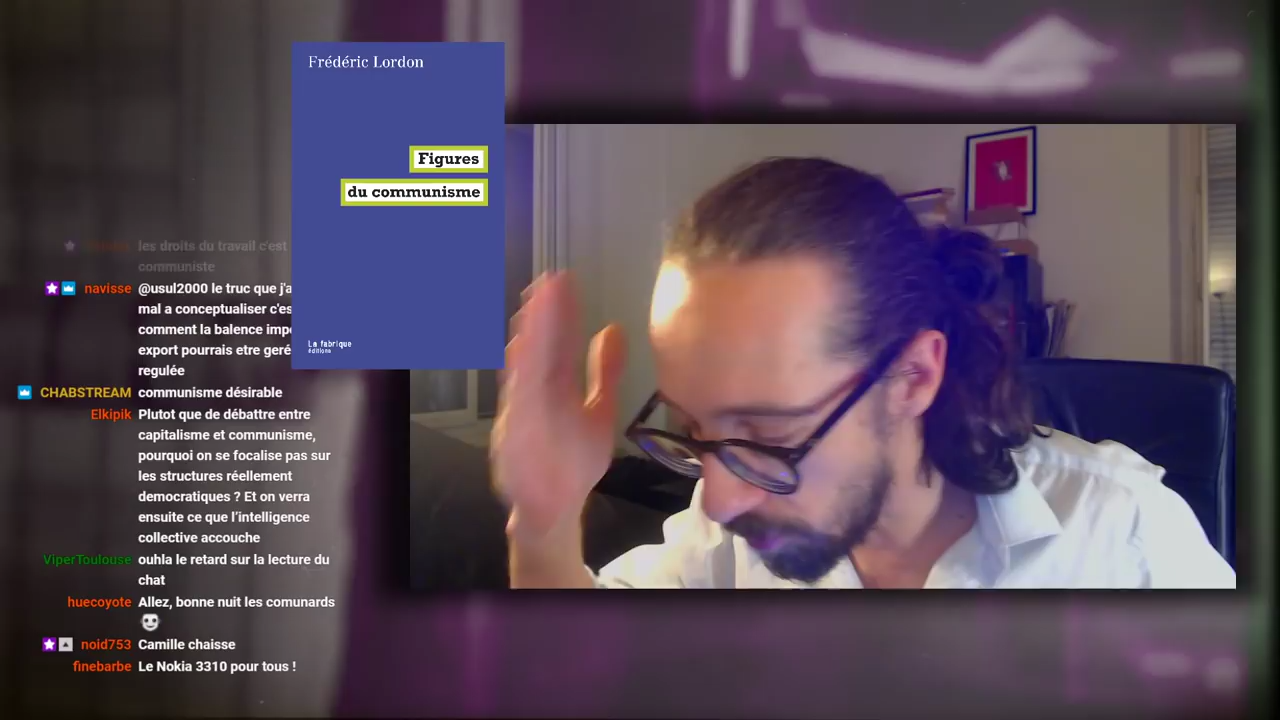 Frédéric Lordon
Figures
du communisme
La fabrique
éditions
les droits du travail c'est
communiste
navisse @usul2000 le truc que j'a
mal a conceptualiser c'es
comment la balence impo
export pourrais etre geré
regulée
CHABSTREAM communisme désirable
Elkipik Plutot que de débattre entre
capitalisme et communisme,
pourquoi on se focalise pas sur
les structures réellement
democratiques ? Et on verra
ensuite ce que l'intelligence
collective accouche
ViperToulouse ouhla le retard sur la lecture du
chat
huecoyote Allez, bonne nuit les comunards
noid753 Camille chaisse
finebarbe Le Nokia 3310 pour tous !